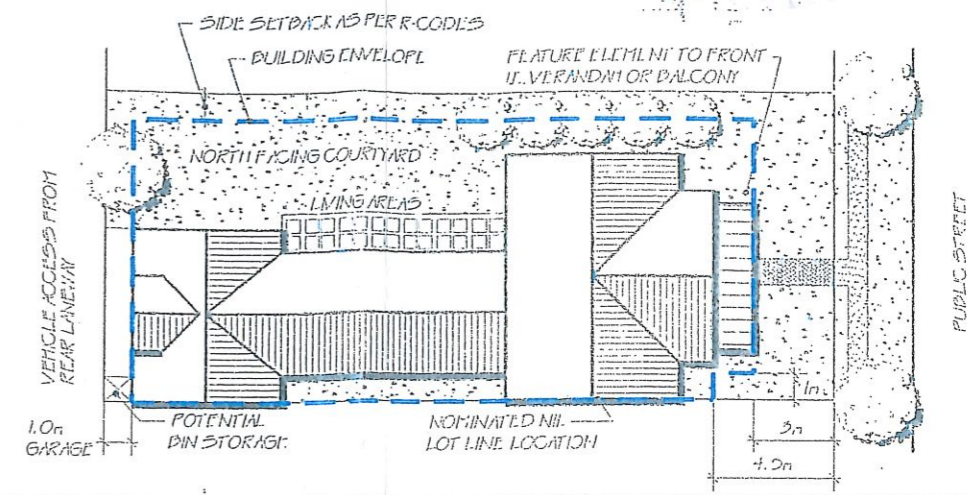 SIDE SETBACK AS PER R-CODES
BUILDING ENVELOPE
FEATURE ELEMENT TO FRONT
IE. VERANDAH OR BALCONY
NORTH FACING COURTYARD
LIVING AREAS
VEHICLE ACCESS FROM
REAR LANEWAY
PUBLIC STREET
1.0m
GARAGE
POTENTIAL
BIN STORAGE
NOMINATED NIL
LOT LINE LOCATION
1m
3m